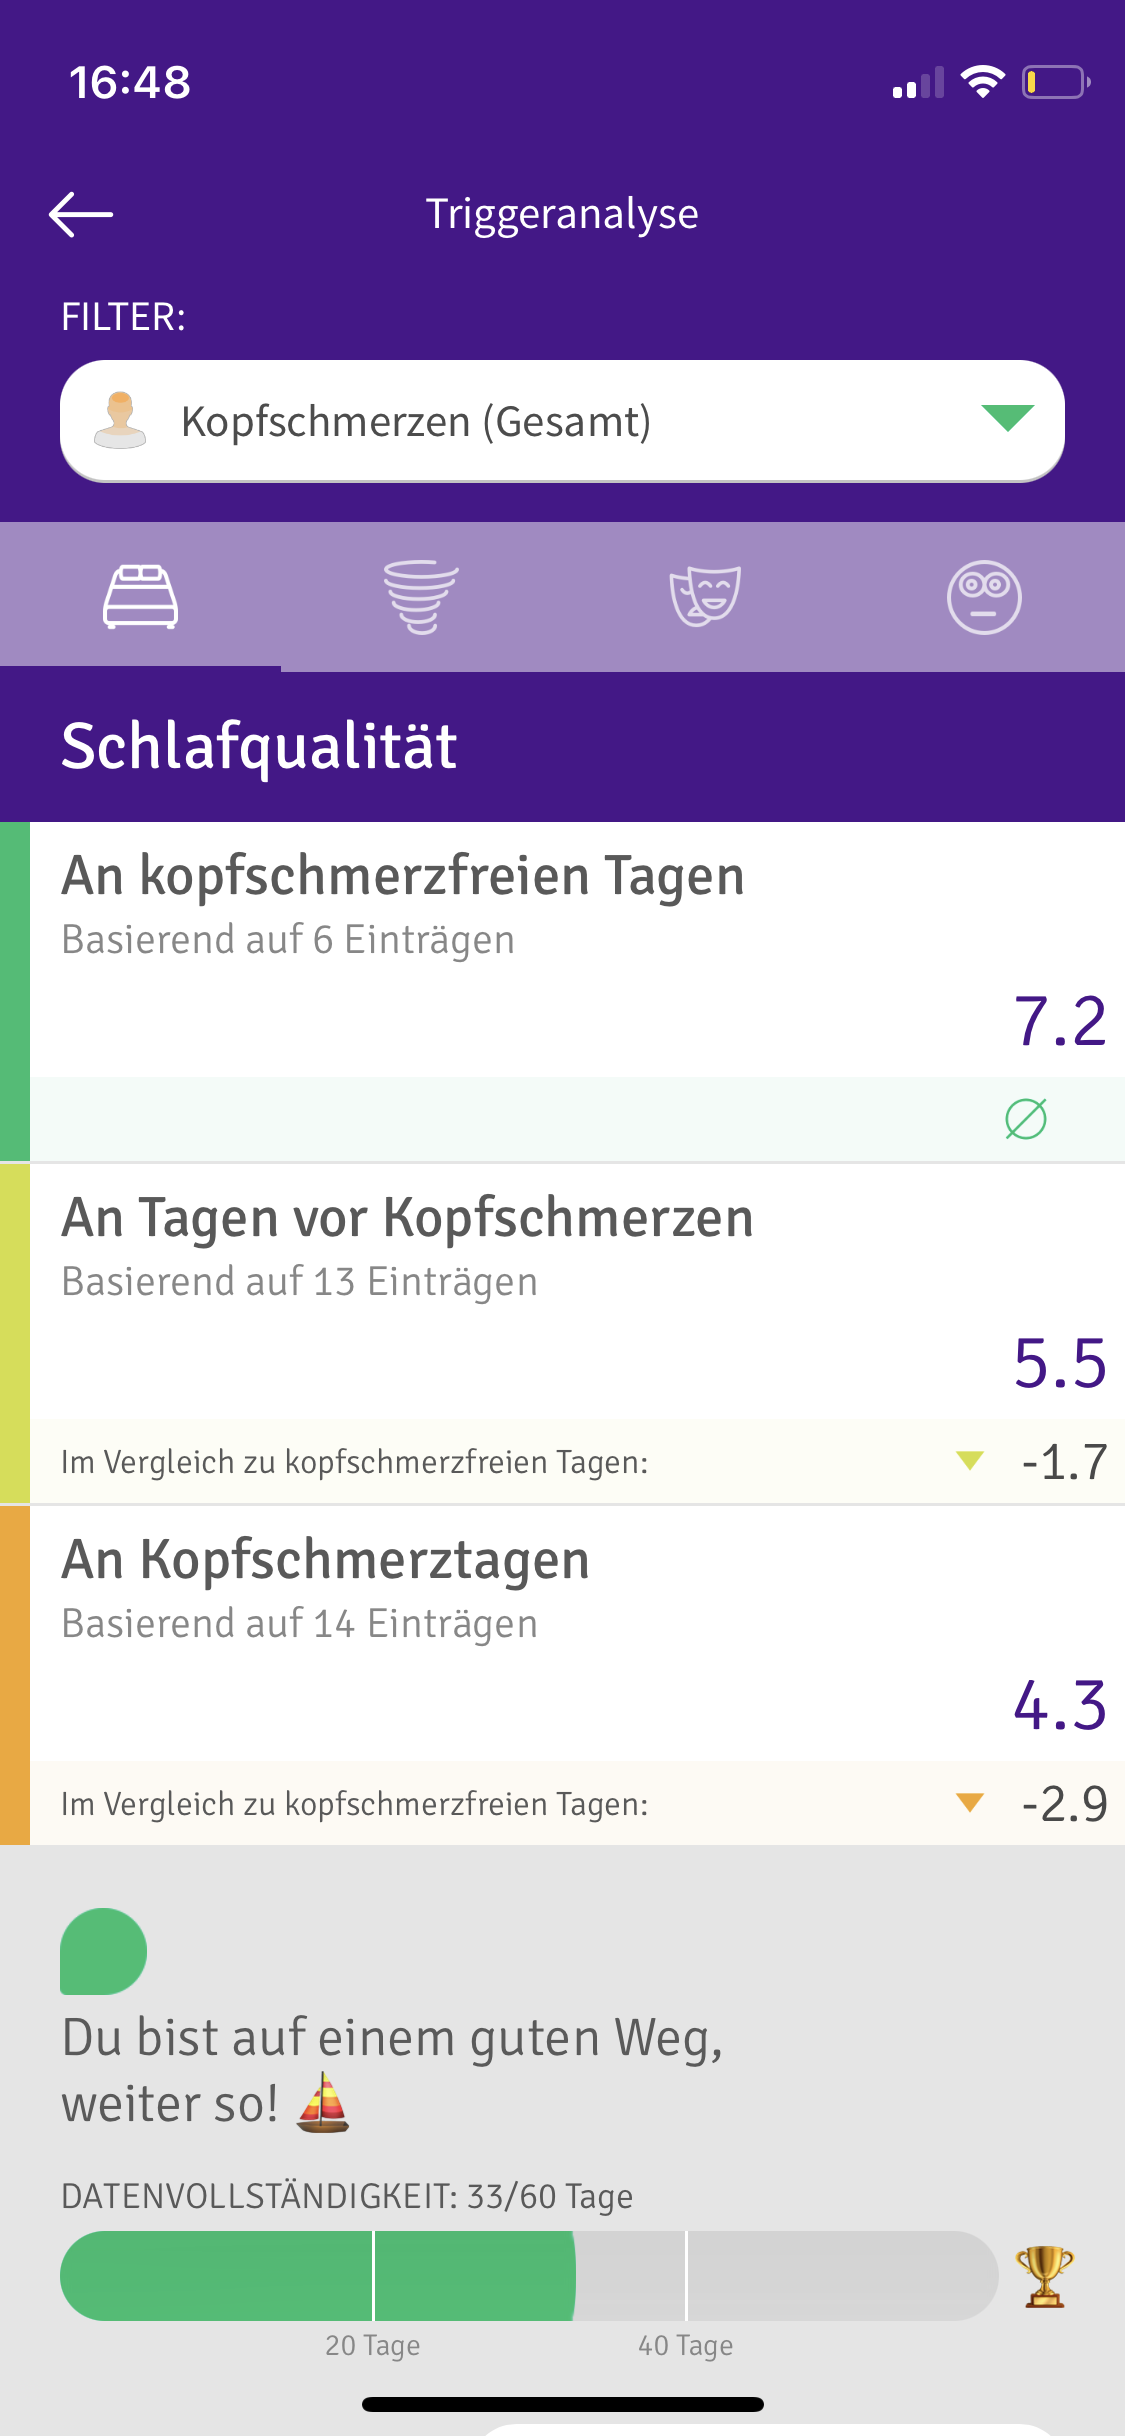 16:48
Triggeranalyse
FILTER:
Kopfschmerzen (Gesamt)
Schlafqualität
An kopfschmerzfreien Tagen
Basierend auf 6 Einträgen
7.2
∅
An Tagen vor Kopfschmerzen
Basierend auf 13 Einträgen
5.5
Im Vergleich zu kopfschmerzfreien Tagen:
-1.7
An Kopfschmerztagen
Basierend auf 14 Einträgen
4.3
Im Vergleich zu kopfschmerzfreien Tagen:
-2.9
Du bist auf einem guten Weg,
weiter so! ⛵
DATENVOLLSTÄNDIGKEIT: 33/60 Tage
20 Tage
40 Tage